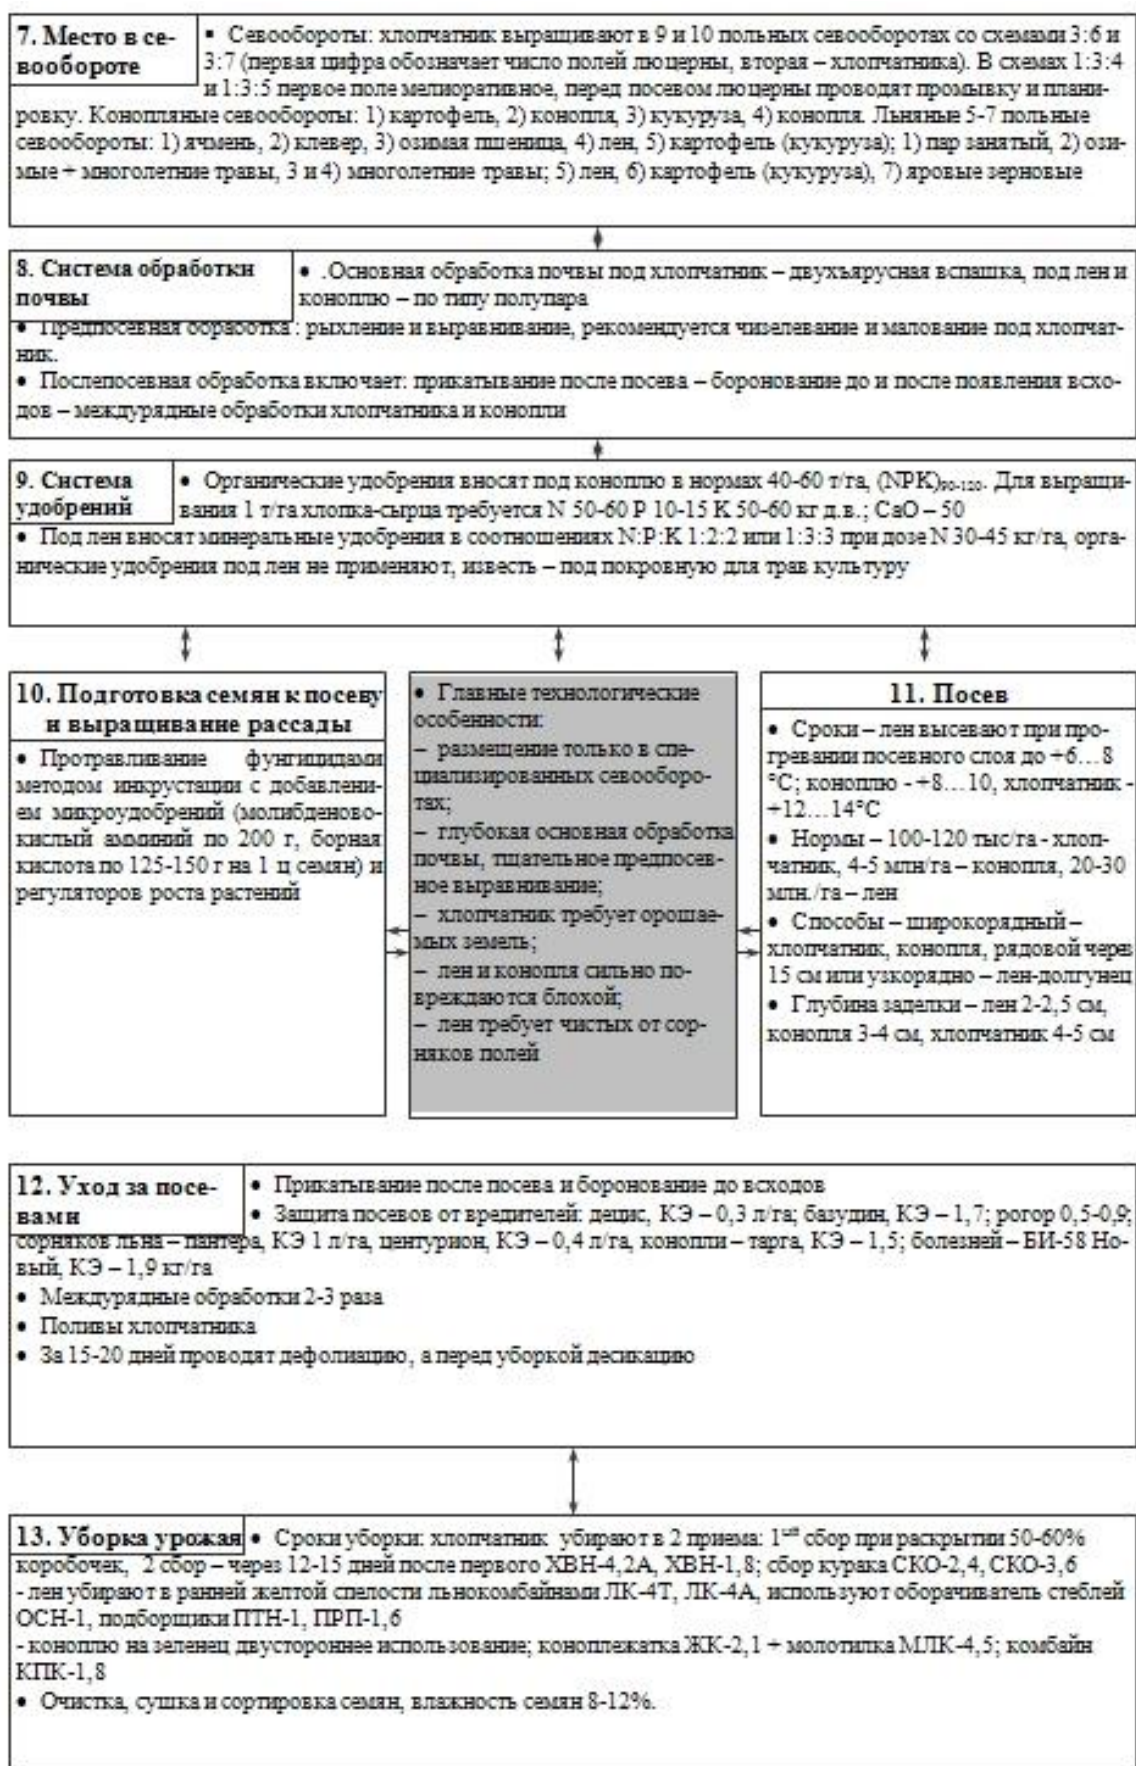 7. Место в се-
вообороте
▪ Севообороты: хлопчатник выращивают в 9 и 10 польных севооборотах со схемами 3:6 и
3:7 (первая цифра обозначает число полей люцерны, вторая – хлопчатника). В схемах 1:3:4
и 1:3:5 первое поле мелиоративное, перед посевом люцерны проводят промывку и плани-
ровку. Конопляные севообороты: 1) картофель, 2) конопля, 3) кукуруза, 4) конопля. Льняные 5-7 польные
севообороты: 1) ячмень, 2) клевер, 3) озимая пшеница, 4) лен, 5) картофель (кукуруза); 1) пар занятый, 2) ози-
мые + многолетние травы, 3 и 4) многолетние травы; 5) лен, 6) картофель (кукуруза), 7) яровые зерновые
8. Система обработки
почвы
• .Основная обработка почвы под хлопчатник – двухъярусная вспашка, под лен и
коноплю – по типу полупара
• Предпосевная обработка : рыхление и выравнивание, рекомендуется чизелевание и малование под хлопчат-
ник.
• Послепосевная обработка включает: прикатывание после посева – боронование до и после появления всхо-
дов – междурядные обработки хлопчатника и конопли
9. Система
удобрений
• Органические удобрения вносят под коноплю в нормах 40-60 т/га, (NPK)90-120. Для выращи-
вания 1 т/га хлопка-сырца требуется N 50-60 P 10-15 K 50-60 кг д.в.; CaO – 50
• Под лен вносят минеральные удобрения в соотношениях N:P:K 1:2:2 или 1:3:3 при дозе N 30-45 кг/га, орга-
нические удобрения под лен не применяют, известь – под покровную для трав культуру
10. Подготовка семян к посеву
и выращивание рассады
• Протравливание фунгицидами
методом инкрустации с добавлени-
ем микроудобрений (молибденово-
кислый амминий по 200 г, борная
кислота по 125-150 г на 1 ц семян) и
регуляторов роста растений
• Главные технологические
особенности:
– размещение только в спе-
циализированных севооборо-
тах;
– глубокая основная обработка
почвы, тщательное предпосев-
ное выравнивание;
– хлопчатник требует орошае-
мых земель;
– лен и конопля сильно по-
вреждаются блохой;
– лен требует чистых от сор-
няков полей
11. Посев
• Сроки – лен высевают при про-
гревании посевного слоя до +6…8
°С; коноплю - +8…10, хлопчатник -
+12…14°С
• Нормы – 100-120 тыс/га - хлоп-
чатник, 4-5 млн/га – конопля, 20-30
млн./га – лен
• Способы – широкорядный –
хлопчатник, конопля, рядовой через
15 см или узкорядно – лен-долгунец
• Глубина заделки – лен 2-2,5 см,
конопля 3-4 см, хлопчатник 4-5 см
12. Уход за посе-
вами
• Прикатывание после посева и боронование до всходов
• Защита посевов от вредителей: децис, КЭ – 0,3 л/га; базудин, КЭ – 1,7; рогор 0,5-0,9;
сорняков льна – пантера, КЭ 1 л/га, центурион, КЭ – 0,4 л/га, конопли – тарга, КЭ – 1,5; болезней – БИ-58 Но-
вый, КЭ – 1,9 кг/га
• Междурядные обработки 2-3 раза
• Поливы хлопчатника
• За 15-20 дней проводят дефолиацию, а перед уборкой десикацию
13. Уборка урожая
• Сроки уборки: хлопчатник убирают в 2 приема: 1ый сбор при раскрытии 50-60%
коробочек, 2 сбор – через 12-15 дней после первого ХВН-4,2А, ХВН-1,8; сбор курака СКО-2,4, СКО-3,6
- лен убирают в ранней желтой спелости льнокомбайнами ЛК-4Т, ЛК-4А, используют оборачиватель стеблей
ОСН-1, подборщики ПТН-1, ПРП-1,6
- коноплю на зеленец двустороннее использование; коноплежатка ЖК-2,1 + молотилка МЛК-4,5; комбайн
КПК-1,8
• Очистка, сушка и сортировка семян, влажность семян 8-12%.